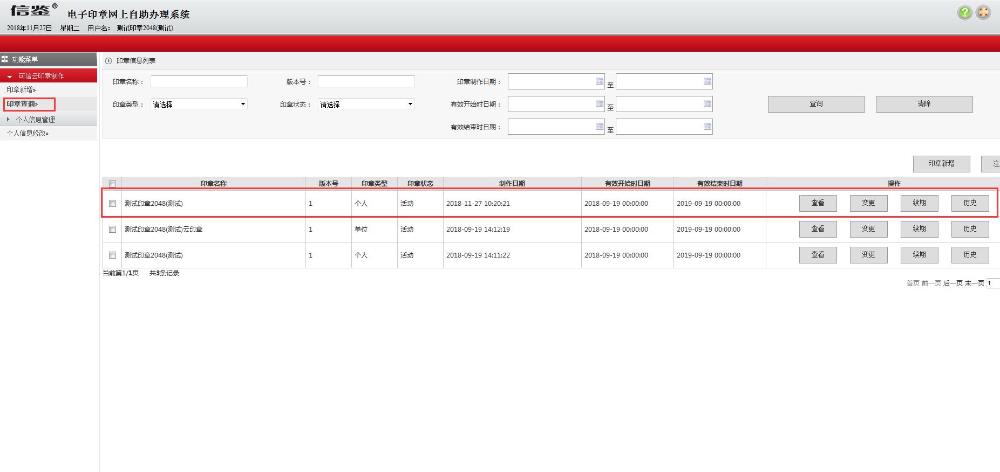 信鉴® 电子印章网上自助办理系统
2018年11月27日 星期二 用户名： 测试印章2048(测试)
功能菜单
可信云印章制作
印章新增»
印章查询»
个人信息管理
个人信息修改»
印章信息列表
印章名称： 版本号： 印章制作日期： 至
印章类型： 请选择 印章状态： 请选择 有效开始时日期： 至 查询 清除
有效结束时日期： 至
印章新增 注
印章名称 版本号 印章类型 印章状态 制作日期 有效开始时日期 有效结束时日期 操作
测试印章2048(测试) 1 个人 活动 2018-11-27 10:20:21 2018-09-19 00:00:00 2019-09-19 00:00:00 查看 变更 续期 历史
测试印章2048(测试)云印章 1 单位 活动 2018-09-19 14:12:19 2018-09-19 00:00:00 2019-09-19 00:00:00 查看 变更 续期 历史
测试印章2048(测试) 1 个人 活动 2018-09-19 14:11:22 2018-09-19 00:00:00 2019-09-19 00:00:00 查看 变更 续期 历史
当前第1/1页 共3条记录
首页 前一页 后一页 末一页 1